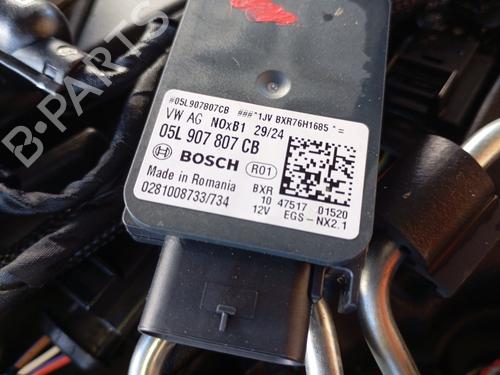 B-PARTS
#05L907807CB ###*1JV BXR76H1685 *=
VW AG NOxB1 29/24
05L 907 807 CB
BOSCH R01
Made in Romania BXR 47517 01520
0281008733/734 10
12V EGS-NX2.1